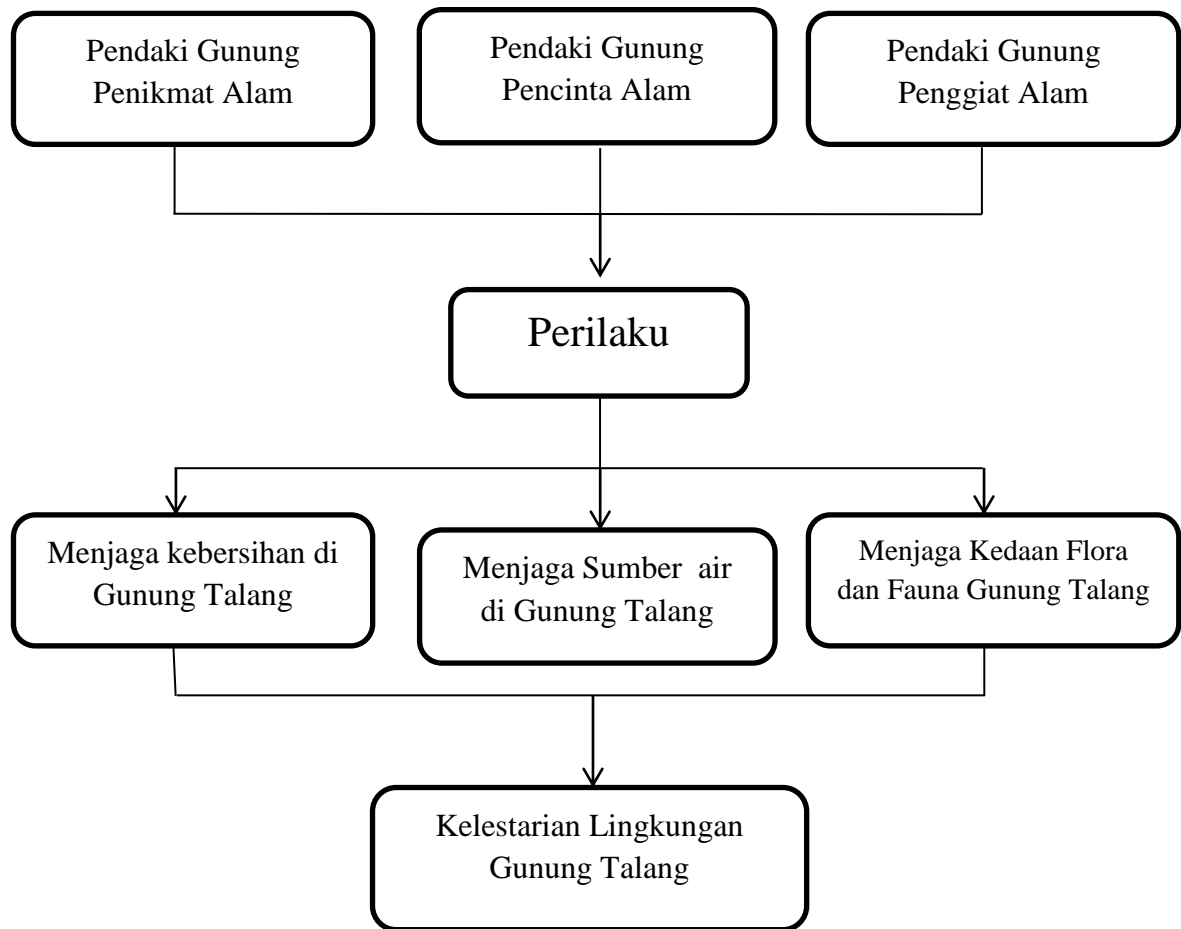 Pendaki Gunung
Penikmat Alam
Pendaki Gunung
Pencinta Alam
Pendaki Gunung
Penggiat Alam
Perilaku
Menjaga kebersihan di
Gunung Talang
Menjaga Sumber air
di Gunung Talang
Menjaga Kedaan Flora
dan Fauna Gunung Talang
Kelestarian Lingkungan
Gunung Talang